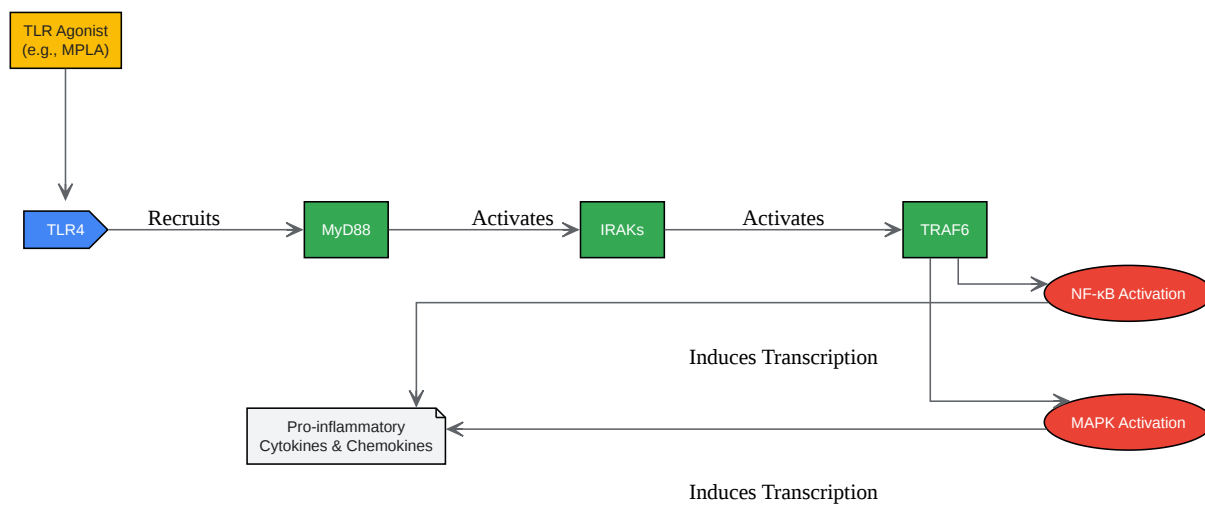 TLR Agonist
(e.g., MPLA)
TLR4
Recruits
MyD88
Activates
IRAKs
Activates
TRAF6
NF-κB Activation
Induces Transcription
Pro-inflammatory
Cytokines & Chemokines
MAPK Activation
Induces Transcription